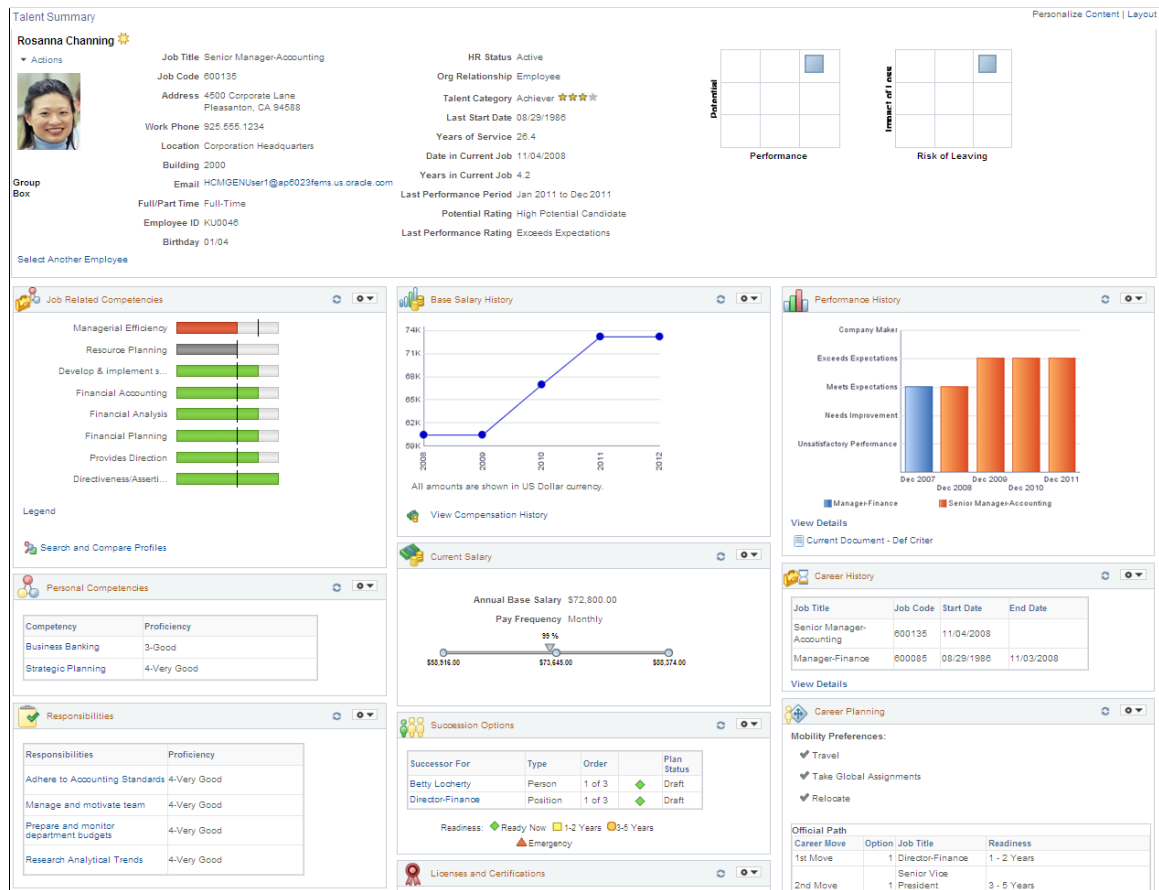 Talent Summary
Personalize Content | Layout
Rosanna Channing
Actions
Group
Box
Job Title Senior Manager-Accounting
Job Code 600135
Address 4500 Corporate Lane
Pleasanton, CA 94588
Work Phone 925.555.1234
Location Corporation Headquarters
Building 2000
Email HCMGENUser1@ap6023fems.us.oracle.com
Full/Part Time Full-Time
Employee ID KU0046
Birthday 01/04
Select Another Employee
HR Status Active
Org Relationship Employee
Talent Category Achiever
Last Start Date 08/29/1986
Years of Service 26.4
Date in Current Job 11/04/2008
Years in Current Job 4.2
Last Performance Period Jan 2011 to Dec 2011
Potential Rating High Potential Candidate
Last Performance Rating Exceeds Expectations
Potential
Performance
Impact of Loss
Risk of Leaving
Job Related Competencies
Managerial Efficiency
Resource Planning
Develop & implement s...
Financial Accounting
Financial Analysis
Financial Planning
Provides Direction
Directiveness/Asserti...
Legend
Search and Compare Profiles
Personal Competencies
Competency Proficiency
Business Banking 3-Good
Strategic Planning 4-Very Good
Responsibilities
Responsibilities Proficiency
Adhere to Accounting Standards 4-Very Good
Manage and motivate team 4-Very Good
Prepare and monitor
department budgets 4-Very Good
Research Analytical Trends 4-Very Good
Base Salary History
74K
71K
68K
65K
62K
59K
2008 2009 2010 2011 2012
All amounts are shown in US Dollar currency.
View Compensation History
Current Salary
Annual Base Salary $72,800.00
Pay Frequency Monthly
99 %
$58,916.00 $73,645.00 $88,374.00
Succession Options
Successor For Type Order Plan
Status
Betty Locherty Person 1 of 3 Draft
Director-Finance Position 1 of 3 Draft
Readiness: Ready Now 1-2 Years 3-5 Years
Emergency
Licenses and Certifications
Performance History
Company Maker
Exceeds Expectations
Meets Expectations
Needs Improvement
Unsatisfactory Performance
Dec 2007 Dec 2008 Dec 2009 Dec 2010 Dec 2011
Manager-Finance Senior Manager-Accounting
View Details
Current Document - Def Criter
Career History
Job Title Job Code Start Date End Date
Senior Manager-
Accounting 600135 11/04/2008
Manager-Finance 600085 08/29/1986 11/03/2008
View Details
Career Planning
Mobility Preferences:
Travel
Take Global Assignments
Relocate
Official Path
Career Move Option Job Title Readiness
1st Move 1 Director-Finance 1 - 2 Years
Senior Vice
2nd Move 1 President 3 - 5 Years